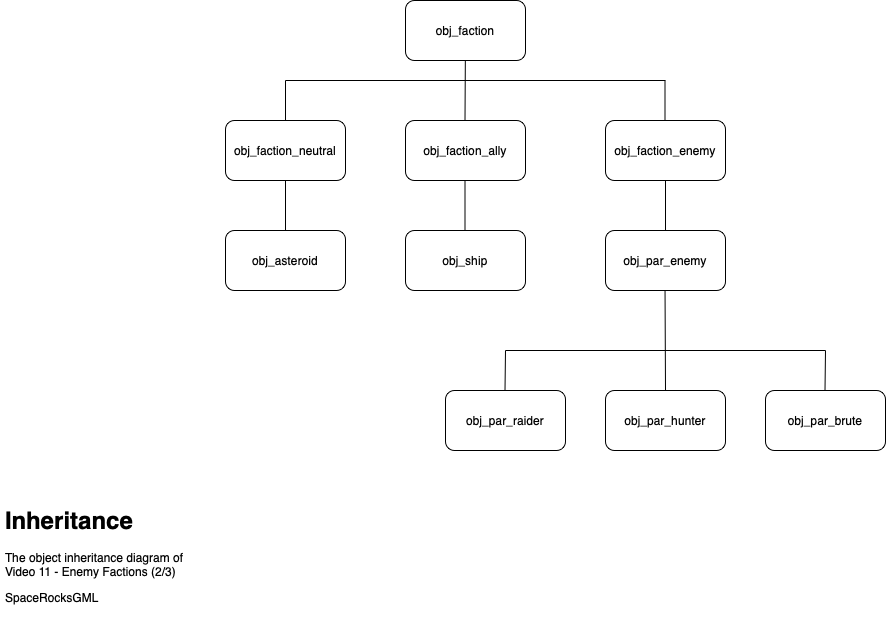 obj_faction
obj_faction_neutral
obj_faction_ally
obj_faction_enemy
obj_asteroid
obj_ship
obj_par_enemy
obj_par_raider
obj_par_hunter
obj_par_brute
Inheritance
The object inheritance diagram of
Video 11 - Enemy Factions (2/3)
SpaceRocksGML